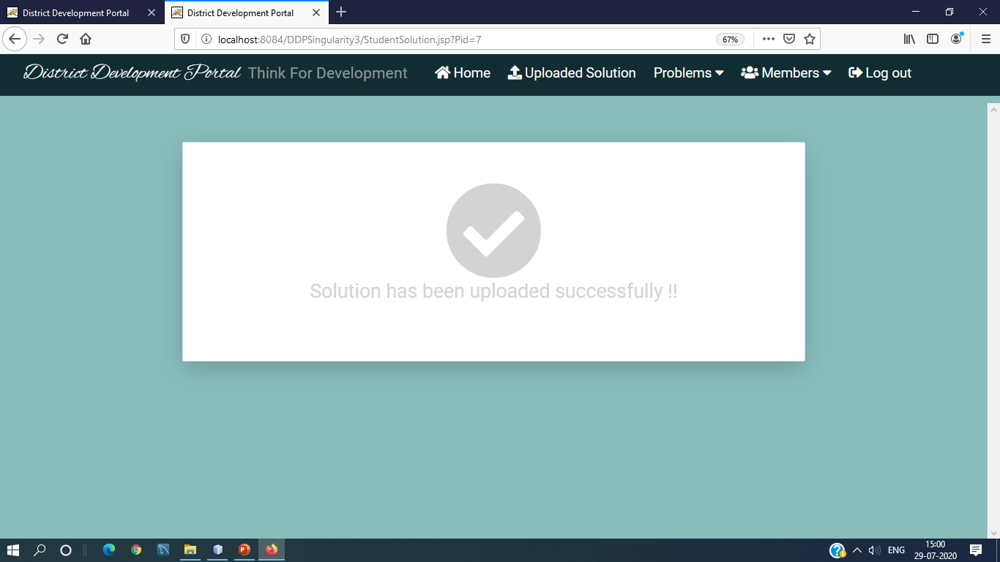 District Development Portal
District Development Portal
localhost:8084/DDPSingularity3/StudentSolution.jsp?Pid=7
67%
District Development Portal Think For Development Home Uploaded Solution Problems Members Log out
Solution has been uploaded successfully !!
ENG
15:00
29-07-2020